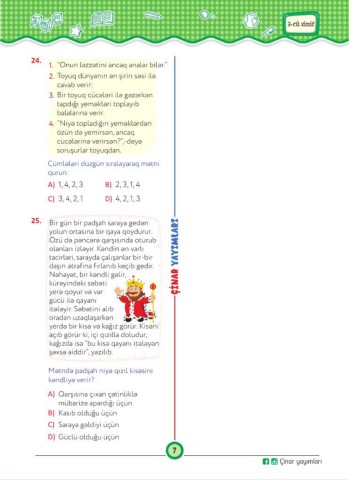 3-cü sinif
24. 1. "Onun ləzzətini ancaq analar bilər."
2. Toyuq dünyanın ən şirin səsi ilə
cavab verir:
3. Bir toyuq cücələri ilə gəzərkən
tapdığı yeməkləri toplayıb
balalarına verir.
4. "Niyə topladığın yeməklərdən
özün də yemirsən, ancaq
cücələrinə verirsən?",-deyə
soruşurlar toyuqdan.
Cümlələri düzgün sıralayaraq mətni
qurun:
A) 1, 4, 2, 3 B) 2, 3, 1, 4
C) 3, 4, 2, 1 D) 4, 2, 1, 3
25. Bir gün bir padşah saraya gedən
yolun ortasına bir qaya qoydurur.
Özü də pəncərə qarşısında oturub
olanları izləyir. Kəndin ən varlı
tacirləri, sarayda çalışanlar bir-bir
daşın ətrafına fırlanıb keçib gedir.
Nəhayət, bir kəndli gəlir,
kürəyindəki səbəti
yerə qoyur və var
gücü ilə qayanı
itələyir. Səbətini alıb
oradan uzaqlaşarkən
yerdə bir kisə və kağız görür. Kisəni
açıb görür ki, içi qızılla doludur,
kağızda isə "bu kisə qayanı itələyən
şəxsə aiddir", yazılıb.
Mətndə padşah niyə qızıl kisəsini
kəndliyə verir?
A) Qarşısına çıxan çətinliklə
mübarizə apardığı üçün
B) Kasıb olduğu üçün
C) Saraya gəldiyi üçün
D) Güclü olduğu üçün
ÇİNAR YAYIMLARI
7
Çinar yayımları